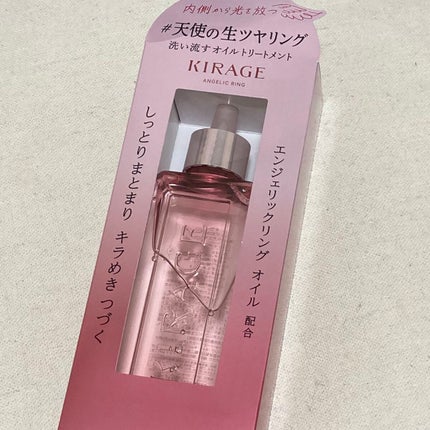 内側から光を放つ
#天使の生ツヤリング
洗い流すオイルトリートメント
KIRAGE
ANGELIC RING
エンジェリックリング オイル 配合
しっとりまとまり キラめき つづく